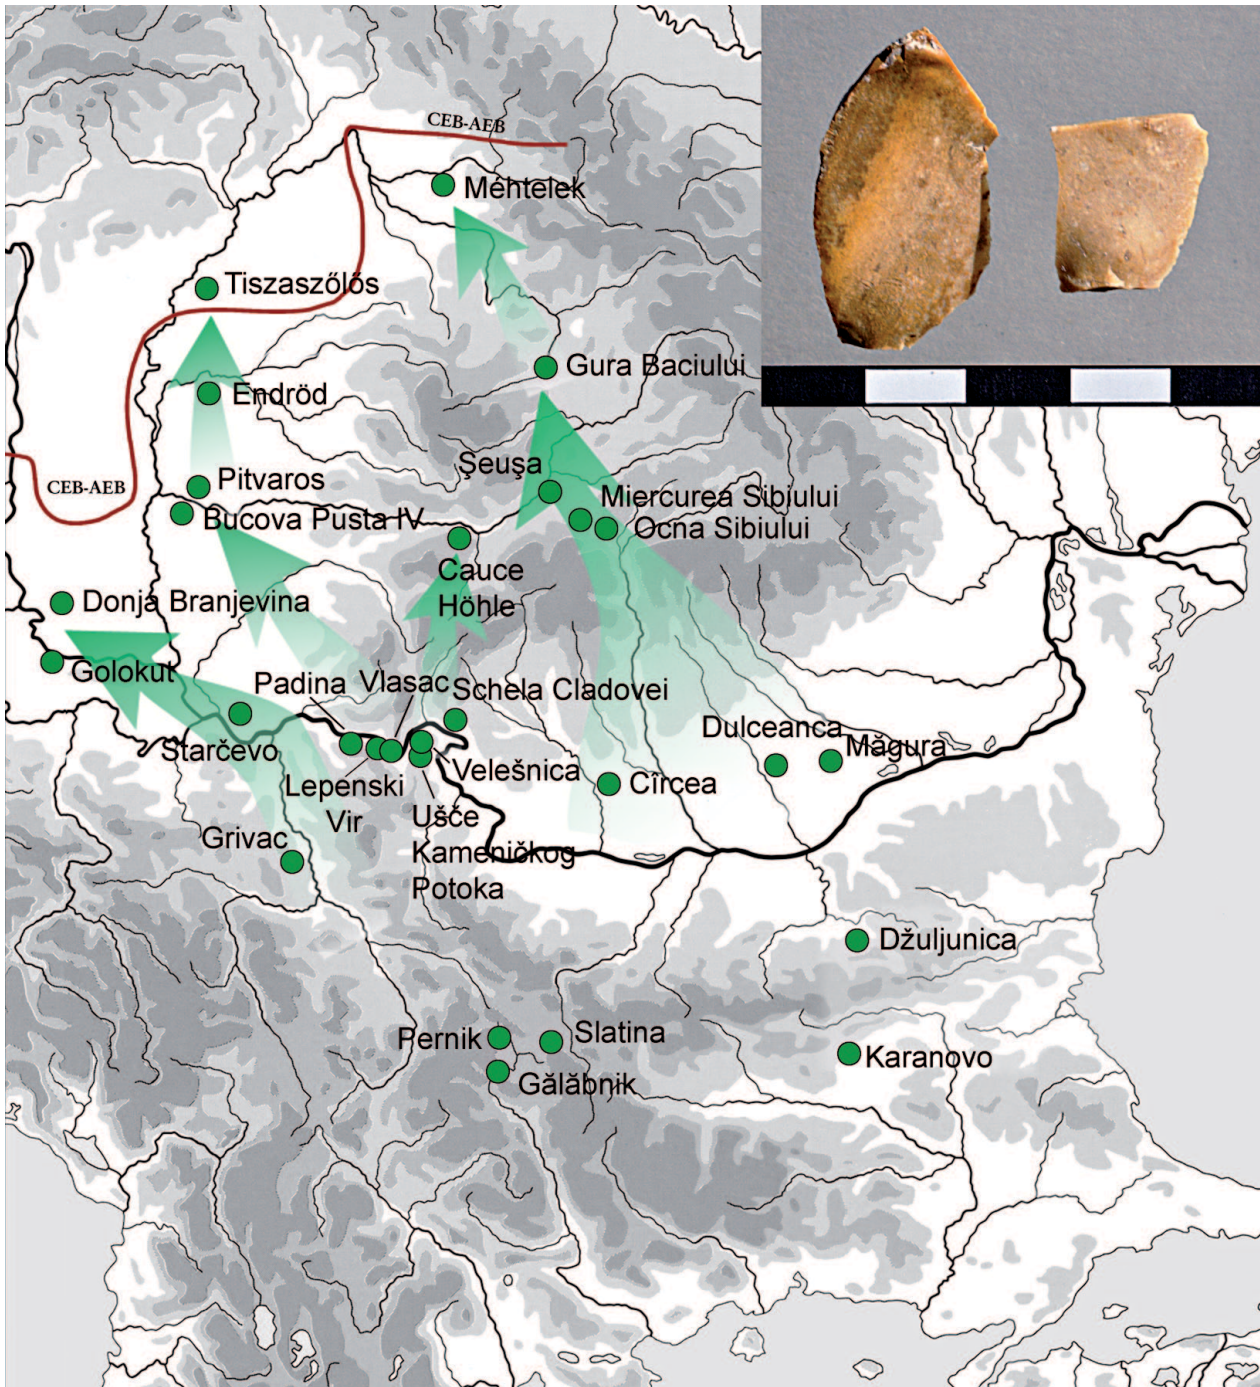 CEB-AEB
Méhtelek
Tiszaszőlős
Gura Baciului
Endröd
Şeuşa
Pitvaros
CEB-AEB
Miercurea Sibiului
Bucova Pusta IV
Ocna Sibiului
Cauce
Höhle
Donja Branjevina
Golokut
Padina
Vlasac
Schela Cladovei
Starčevo
Dulceanca
Măgura
Velešnica
Lepenski
Vir
Cîrcea
Ušče
Kameničkog
Potoka
Grivac
Džuljunica
Pernik
Slatina
Karanovo
Gălăbnik